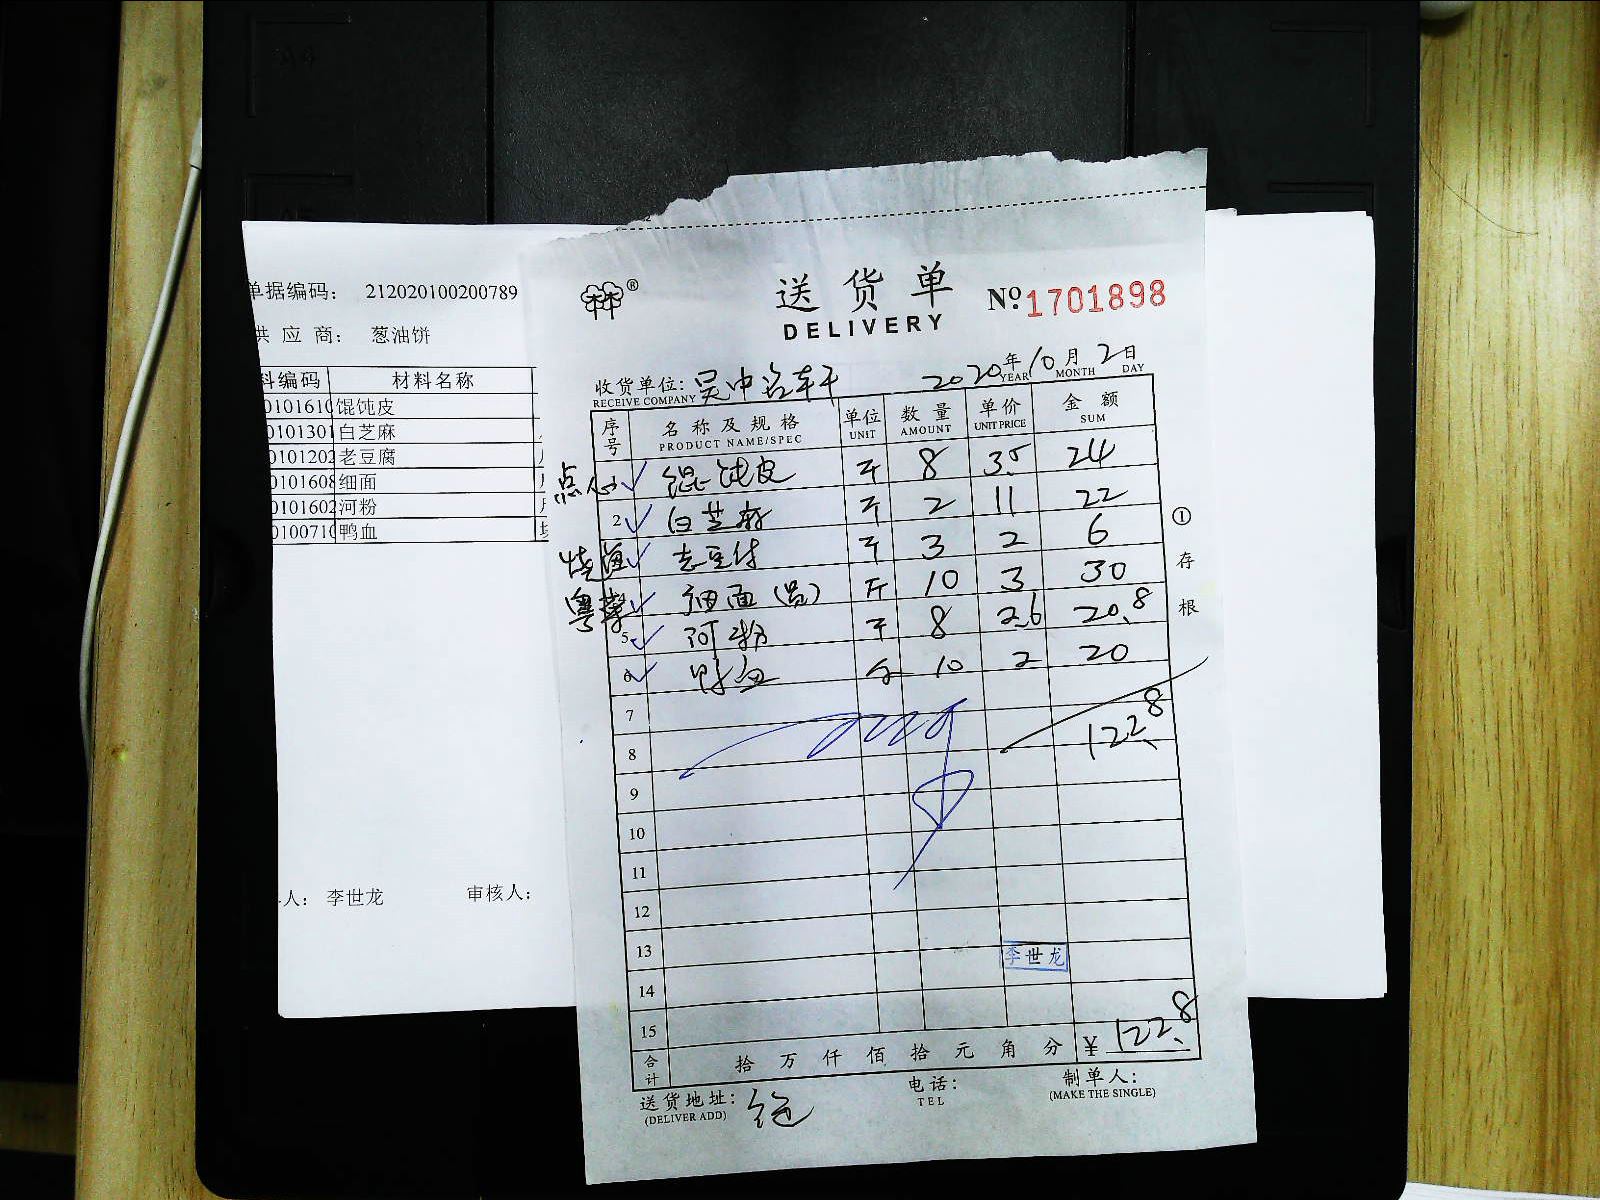 单据编码： 212020100200789
供 应 商： 葱油饼
料编码 材料名称
0101610 馄饨皮
0101301 白芝麻
0101202 老豆腐
0101608 细面
0101602 河粉
0100710 鸭血
人： 李世龙 审核人：
®
送货单
DELIVERY
Nº1701898
收货单位：吴中
RECEIVE COMPANY
2020年10月2日
YEAR MONTH DAY
序号 名称及规格 单位 数量 单价 金额
PRODUCT NAME/SPEC UNIT AMOUNT UNIT PRICE SUM
点心 馄饨皮 斤 8 3.5 24
2 白芝麻 斤 2 11 22
烧腊 老豆付 斤 3 2 6
粤菜 细面 斤 10 3 30
5 河粉 斤 8 2.6 20.8
6 鸭血 10 2 20
7
8 122.8
9
10
11
12
13 李世龙
14
15
合计 拾 万 仟 佰 拾 元 角 分 ¥ 122.8
①存根
送货地址： 电话： 制单人：
(DELIVER ADD) TEL (MAKE THE SINGLE)